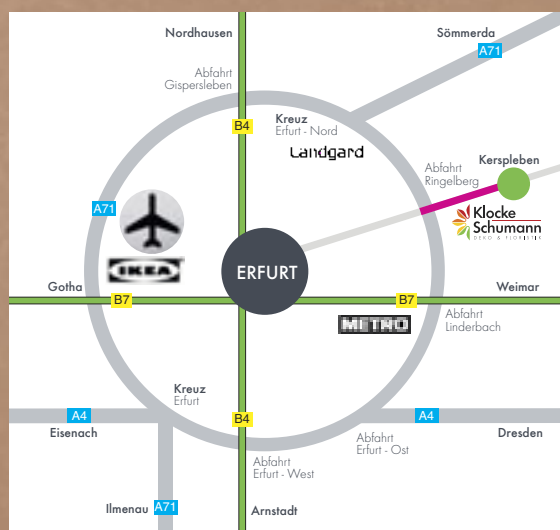 Nordhausen
Sömmerda
A71
Abfahrt
Gispersleben
B4
Kreuz
Erfurt - Nord
Landgard
Abfahrt
Ringelberg
Kerspleben
A71
Klocke
Schumann
DEKO & FLORISTIK
IKEA
ERFURT
Gotha
B7
B7
Weimar
METRO
Abfahrt
Linderbach
Kreuz
Erfurt
A4
B4
A4
Eisenach
Abfahrt
Erfurt - Ost
Dresden
Abfahrt
Erfurt - West
Ilmenau
A71
Arnstadt